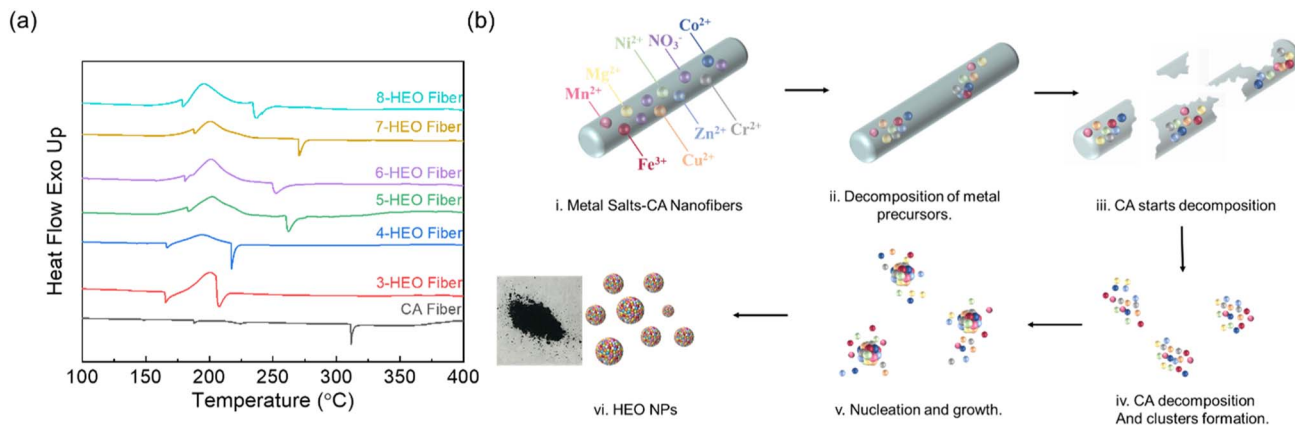 (a)
Heat Flow Exo Up
8-HEO Fiber
7-HEO Fiber
6-HEO Fiber
5-HEO Fiber
4-HEO Fiber
3-HEO Fiber
CA Fiber
100 150 200 250 300 350 400
Temperature (°C)
(b)
Co²⁺
Ni²⁺ NO₃⁻
Mg²⁺
Mn²⁺
Fe³⁺
Cu²⁺
Zn²⁺
Cr²⁺
i. Metal Salts-CA Nanofibers
ii. Decomposition of metal
precursors.
iii. CA starts decomposition
iv. CA decomposition
And clusters formation.
v. Nucleation and growth.
vi. HEO NPs